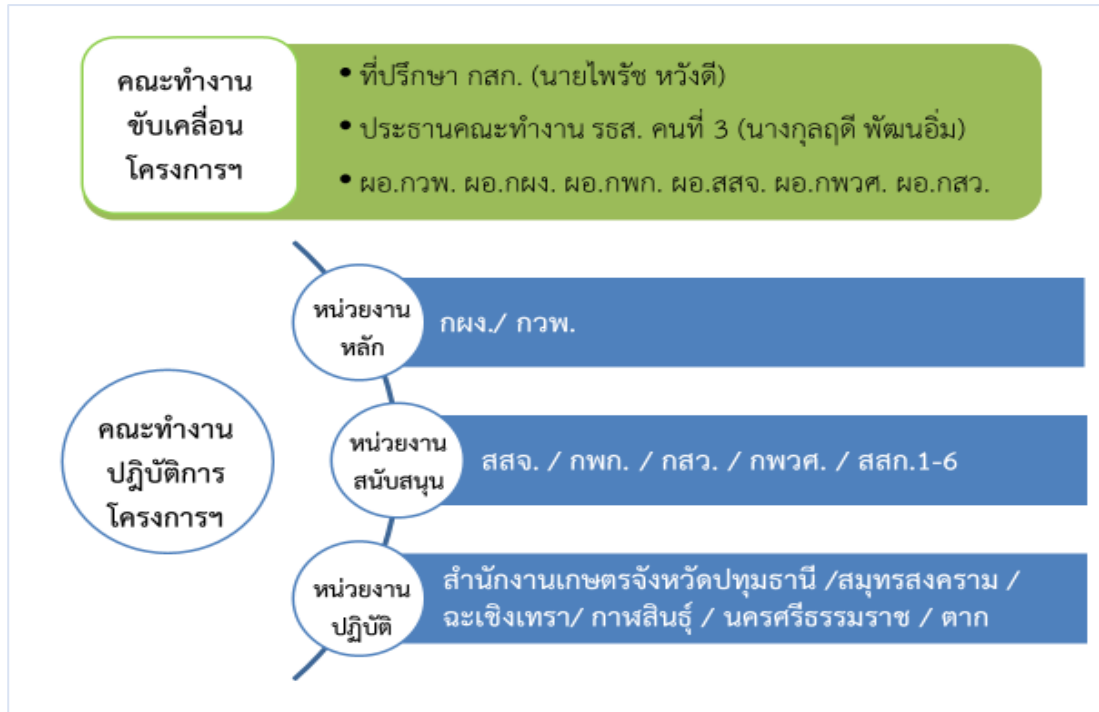 คณะทำงาน
ขับเคลื่อน
โครงการฯ
• ที่ปรึกษา กสก. (นายไพรัช หวังดี)
• ประธานคณะทำงาน รธส. คนที่ 3 (นางกุลฤดี พัฒนอิ่ม)
• ผอ.กวพ. ผอ.กผง. ผอ.กพก. ผอ.สสจ. ผอ.กพวศ. ผอ.กสว.
คณะทำงาน
ปฎิบัติการ
โครงการฯ
หน่วยงาน
หลัก
กผง./ กวพ.
หน่วยงาน
สนับสนุน
สสจ. / กพก. / กสว. / กพวศ. / สสก.1-6
หน่วยงาน
ปฏิบัติ
สำนักงานเกษตรจังหวัดปทุมธานี /สมุทรสงคราม /
ฉะเชิงเทรา/ กาฬสินธุ์ / นครศรีธรรมราช / ตาก